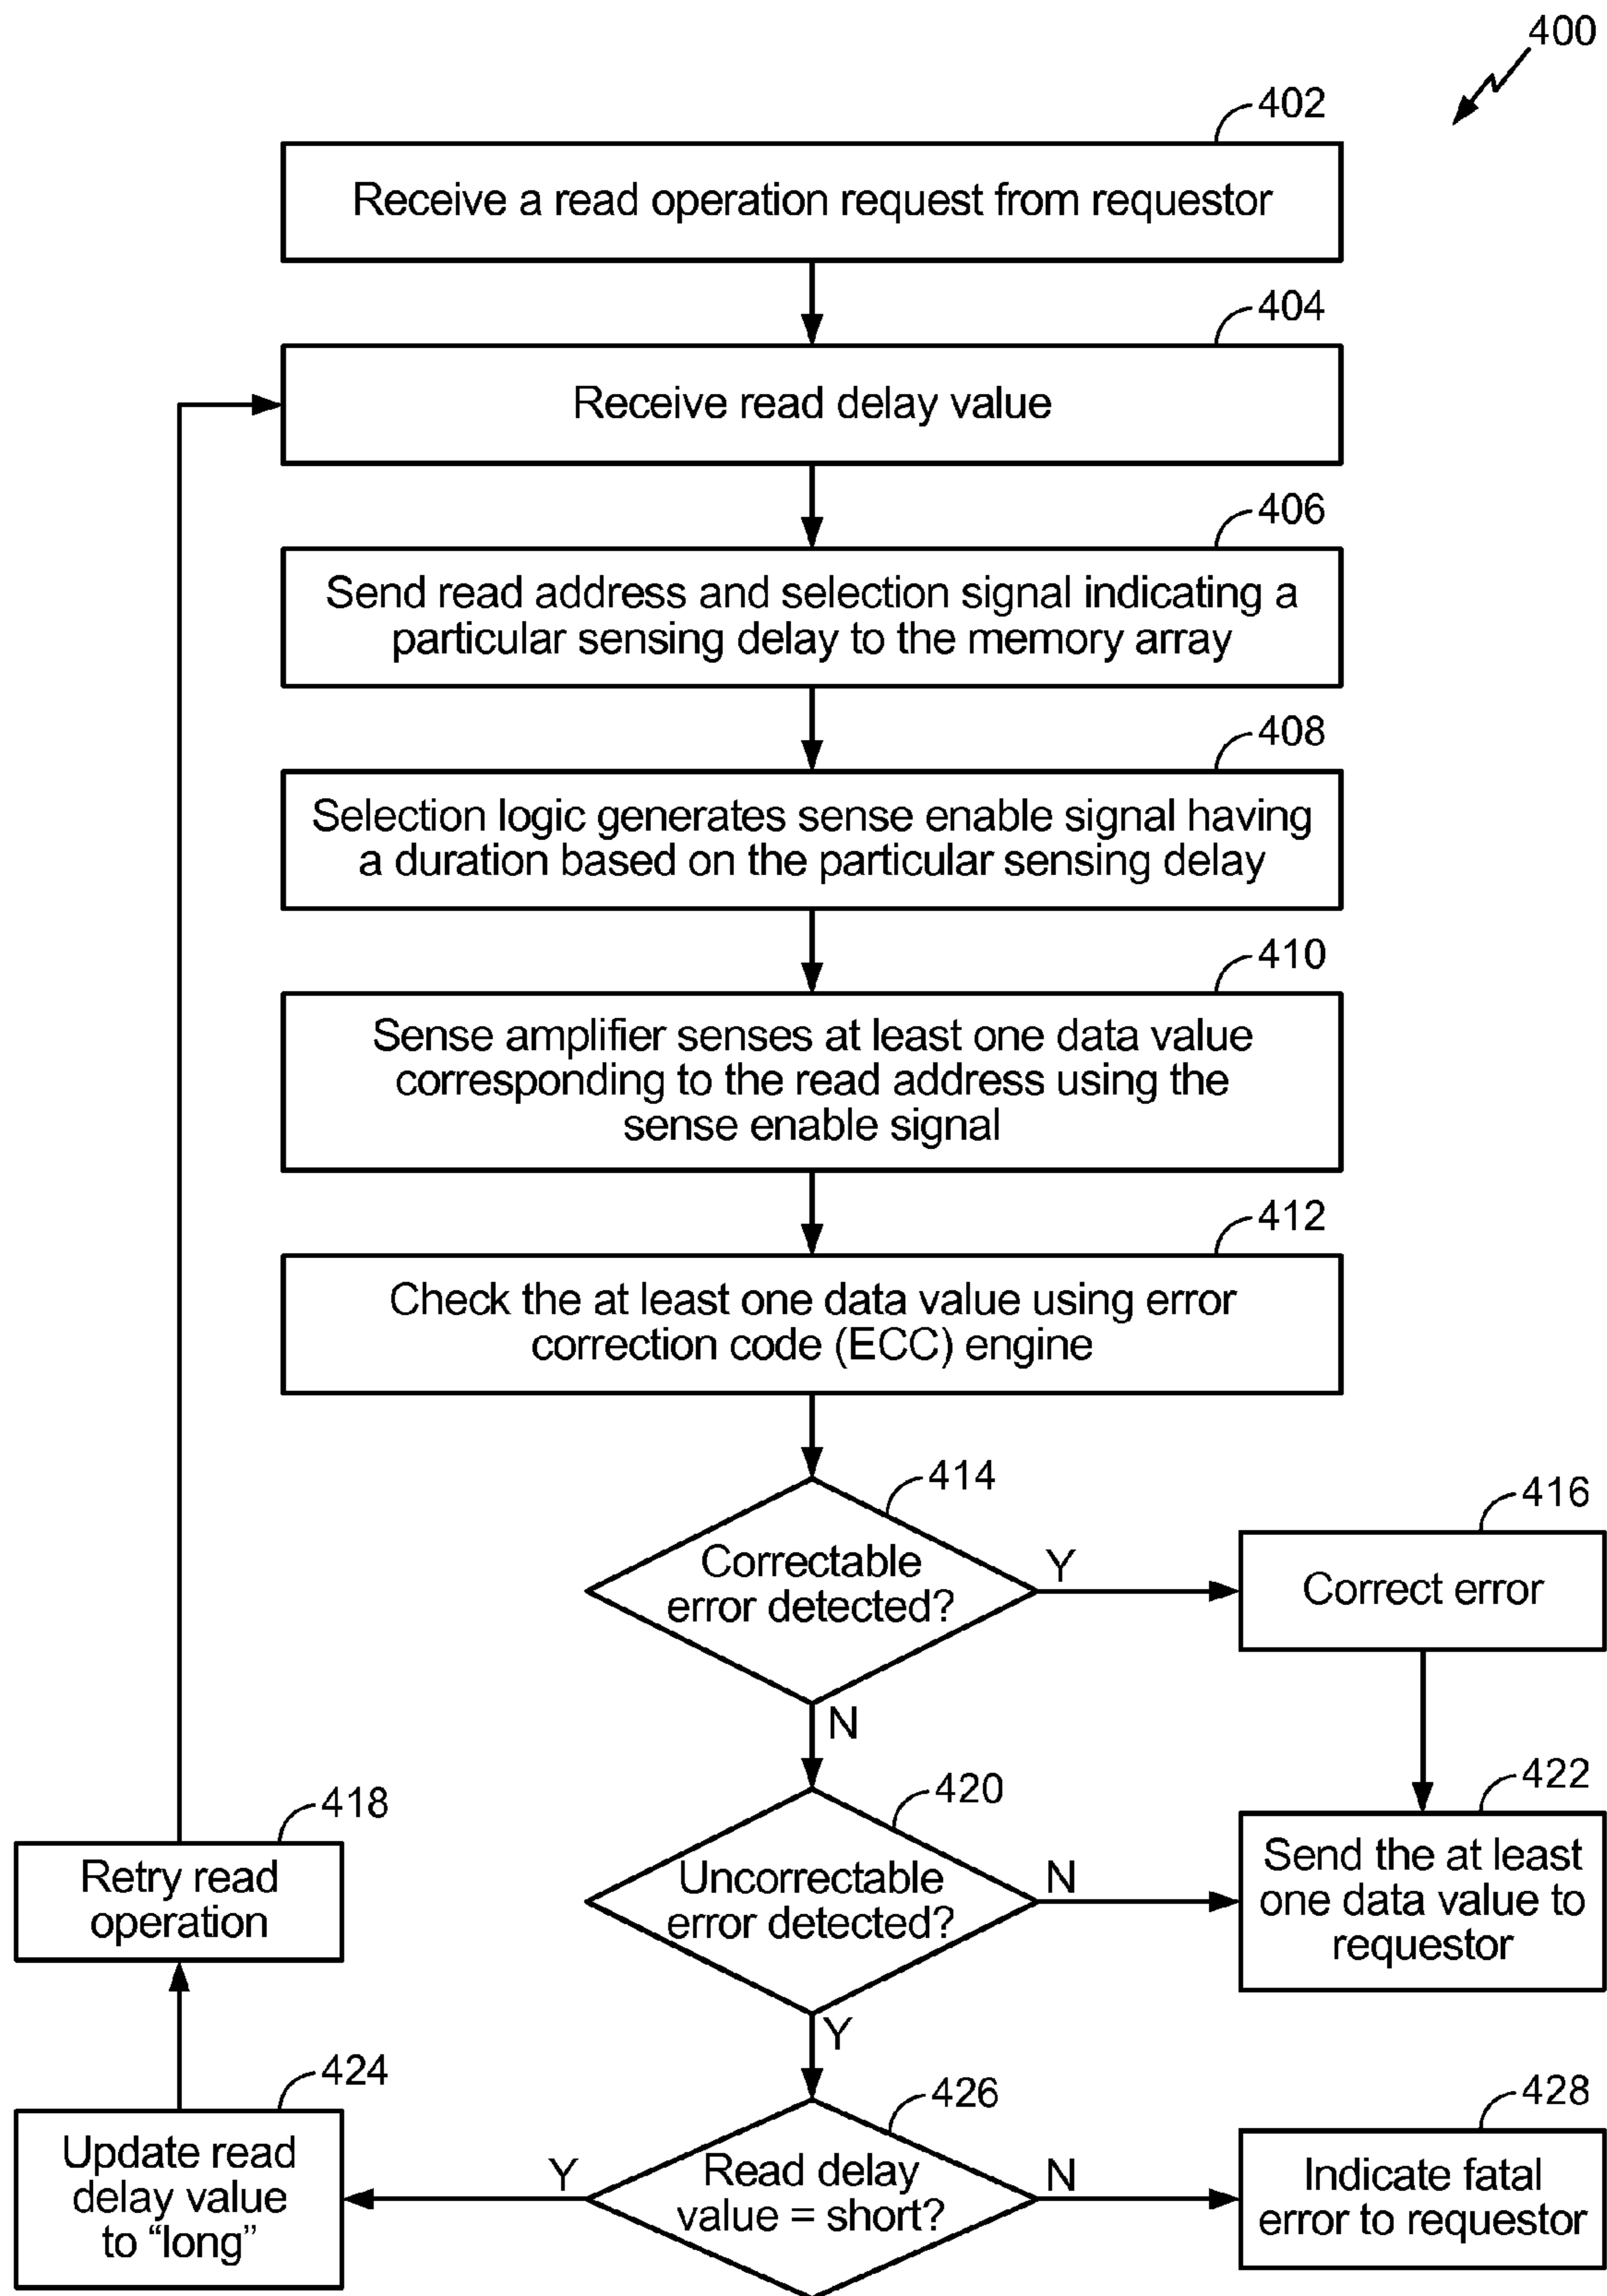 400
402
Receive a read operation request from requestor
404
Receive read delay value
406
Send read address and selection signal indicating a
particular sensing delay to the memory array
408
Selection logic generates sense enable signal having
a duration based on the particular sensing delay
410
Sense amplifier senses at least one data value
corresponding to the read address using the
sense enable signal
412
Check the at least one data value using error
correction code (ECC) engine
414
Correctable
error detected?
Y
N
416
Correct error
418
Retry read
operation
420
Uncorrectable
error detected?
N
Y
422
Send the at least
one data value to
requestor
424
Update read
delay value
to “long”
426
Read delay
value = short?
Y
N
428
Indicate fatal
error to requestor